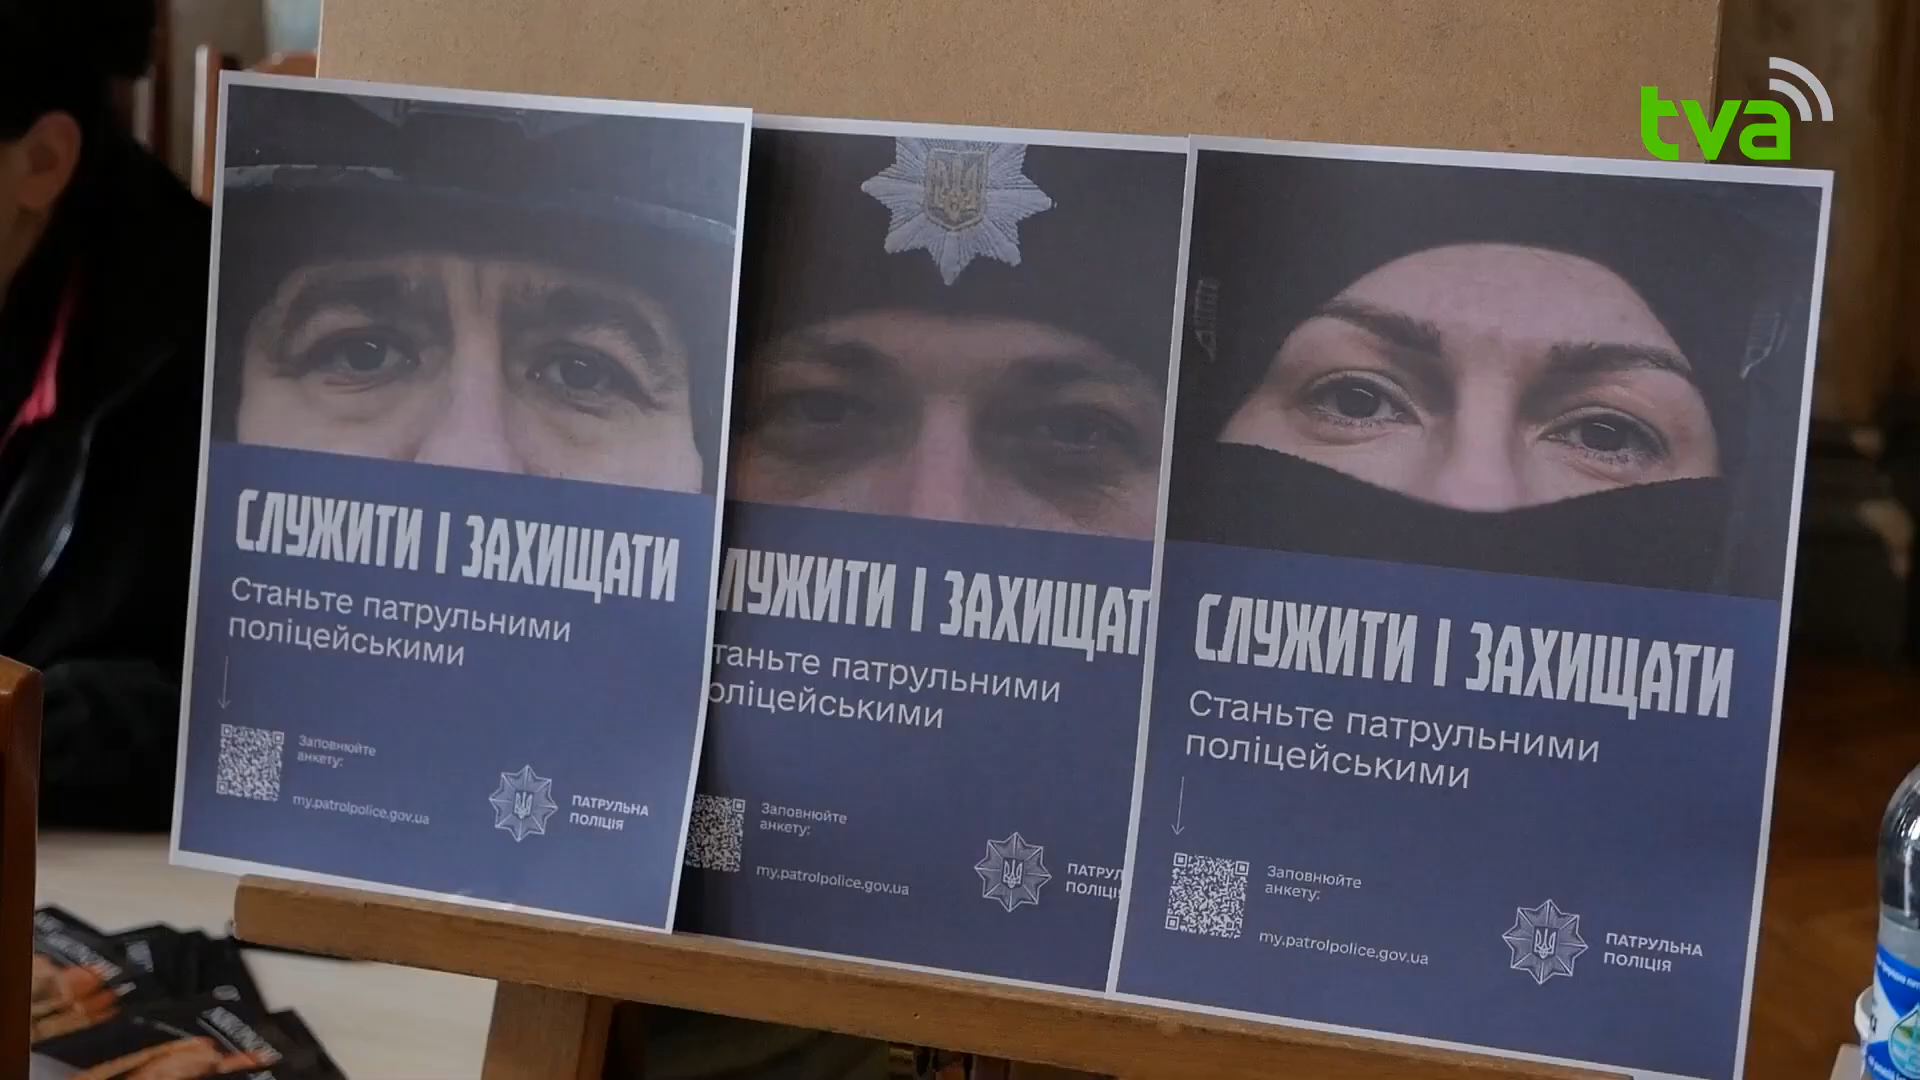 tva
СЛУЖИТИ І ЗАХИЩАТИ
Станьте патрульними
поліцейськими
Заповнюйте
анкету:
my.patrolpolice.gov.ua
ПАТРУЛЬНА
ПОЛІЦІЯ
ЛУЖИТИ І ЗАХИЩАТ
таньте патрульними
оліцейськими
Заповнюйте
анкету:
my.patrolpolice.gov.ua
ПАТРУЛ
ПОЛІЦІ
СЛУЖИТИ І ЗАХИЩАТИ
Станьте патрульними
поліцейськими
Заповнюйте
анкету:
my.patrolpolice.gov.ua
ПАТРУЛЬНА
ПОЛІЦІЯ